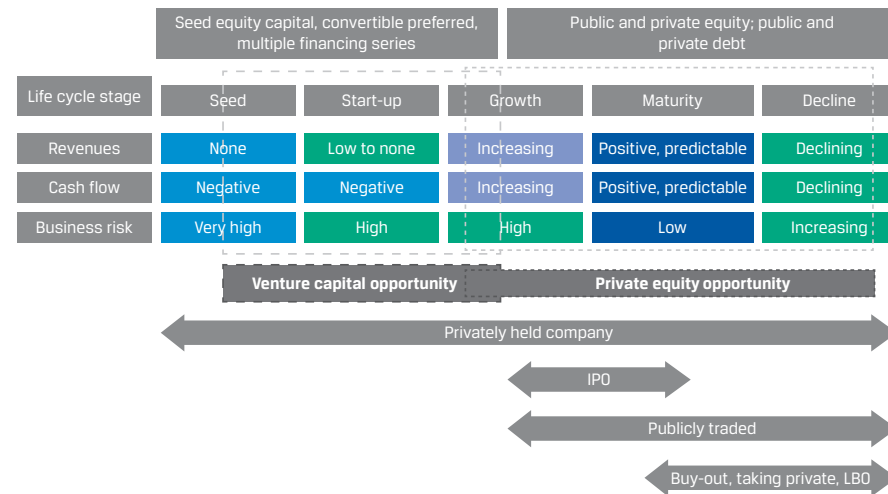 Seed equity capital, convertible preferred,
multiple financing series
Public and private equity; public and
private debt
Life cycle stage
Seed
Start-up
Growth
Maturity
Decline
Revenues
None
Low to none
Increasing
Positive, predictable
Declining
Cash flow
Negative
Negative
Increasing
Positive, predictable
Declining
Business risk
Very high
High
High
Low
Increasing
Venture capital opportunity
Private equity opportunity
Privately held company
IPO
Publicly traded
Buy-out, taking private, LBO